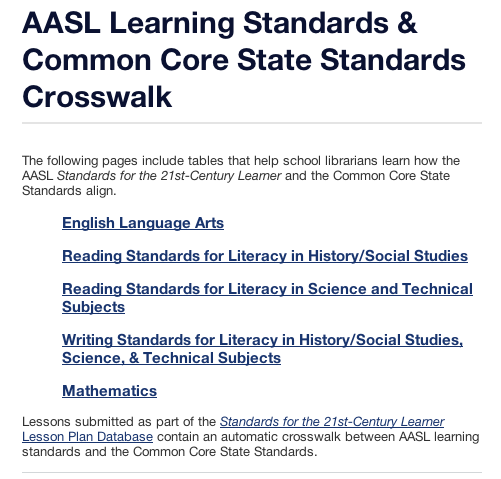 AASL Learning Standards &
Common Core State Standards
Crosswalk
The following pages include tables that help school librarians learn how the
AASL Standards for the 21st-Century Learner and the Common Core State
Standards align.
English Language Arts
Reading Standards for Literacy in History/Social Studies
Reading Standards for Literacy in Science and Technical
Subjects
Writing Standards for Literacy in History/Social Studies,
Science, & Technical Subjects
Mathematics
Lessons submitted as part of the Standards for the 21st-Century Learner
Lesson Plan Database contain an automatic crosswalk between AASL learning
standards and the Common Core State Standards.